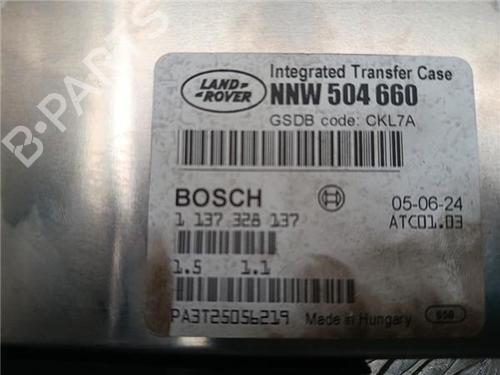 B-PARTS
LAND
ROVER
Integrated Transfer Case
NNW 504 660
GSDB code: CKL7A
BOSCH
05-06-24
1 137 328 137
ATC01.03
1.5 1.1
PA3T25056219
Made in Hungary